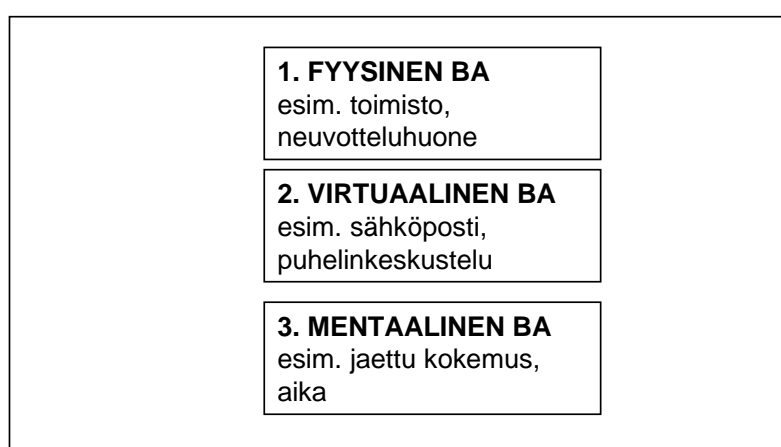 1. FYYSINEN BA
esim. toimisto,
neuvotteluhuone
2. VIRTUAALINEN BA
esim. sähköposti,
puhelinkeskustelu
3. MENTAALINEN BA
esim. jaettu kokemus,
aika